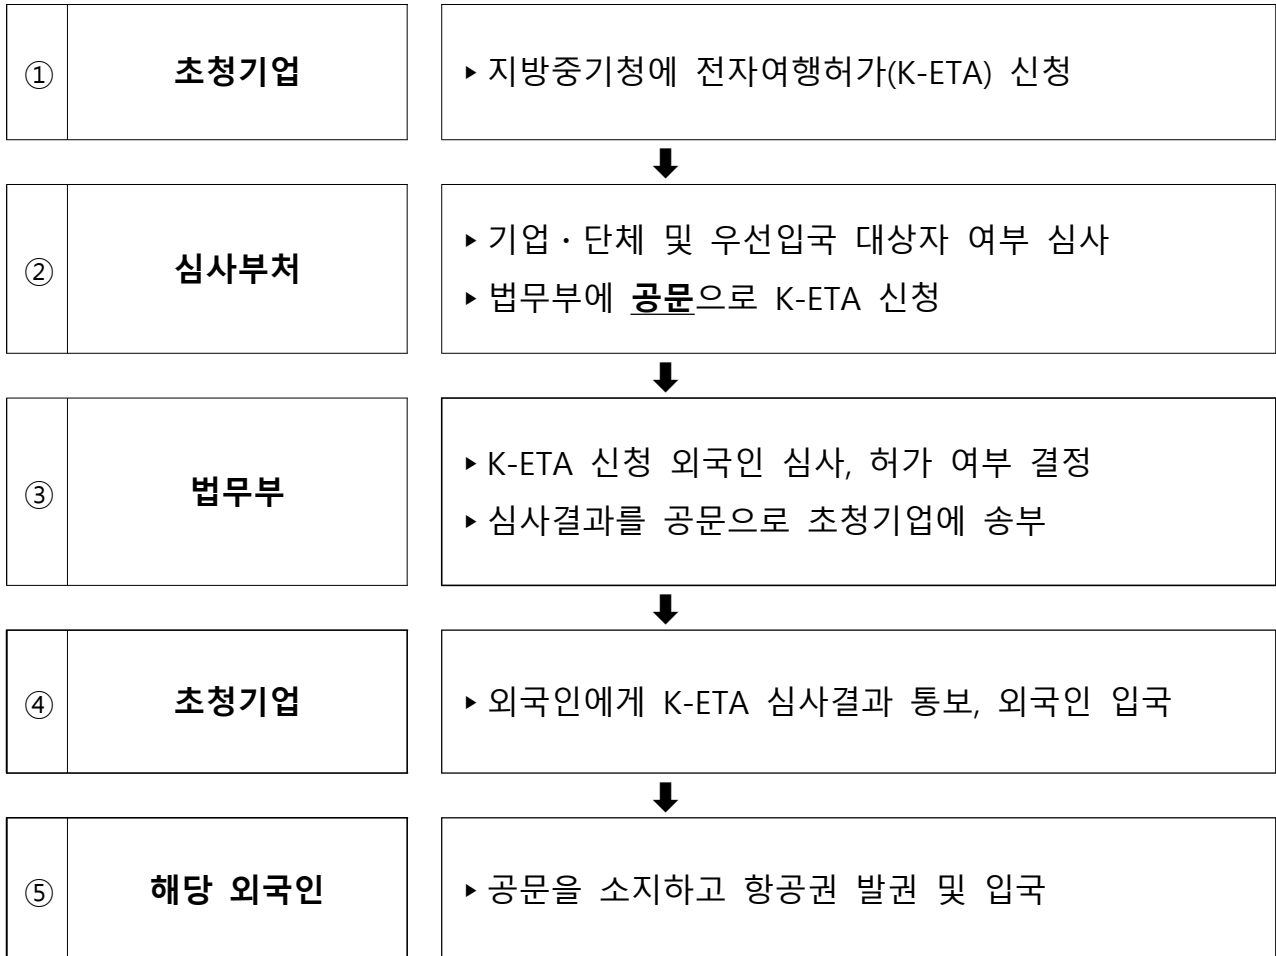 ① 초청기업 ▸지방중기청에 전자여행허가(K-ETA) 신청
② 심사부처
▸기업・단체 및 우선입국 대상자 여부 심사
▸법무부에 공문으로 K-ETA 신청
③ 법무부
▸K-ETA 신청 외국인 심사, 허가 여부 결정
▸심사결과를 공문으로 초청기업에 송부
④ 초청기업 ▸외국인에게 K-ETA 심사결과 통보, 외국인 입국
⑤ 해당 외국인 ▸공문을 소지하고 항공권 발권 및 입국